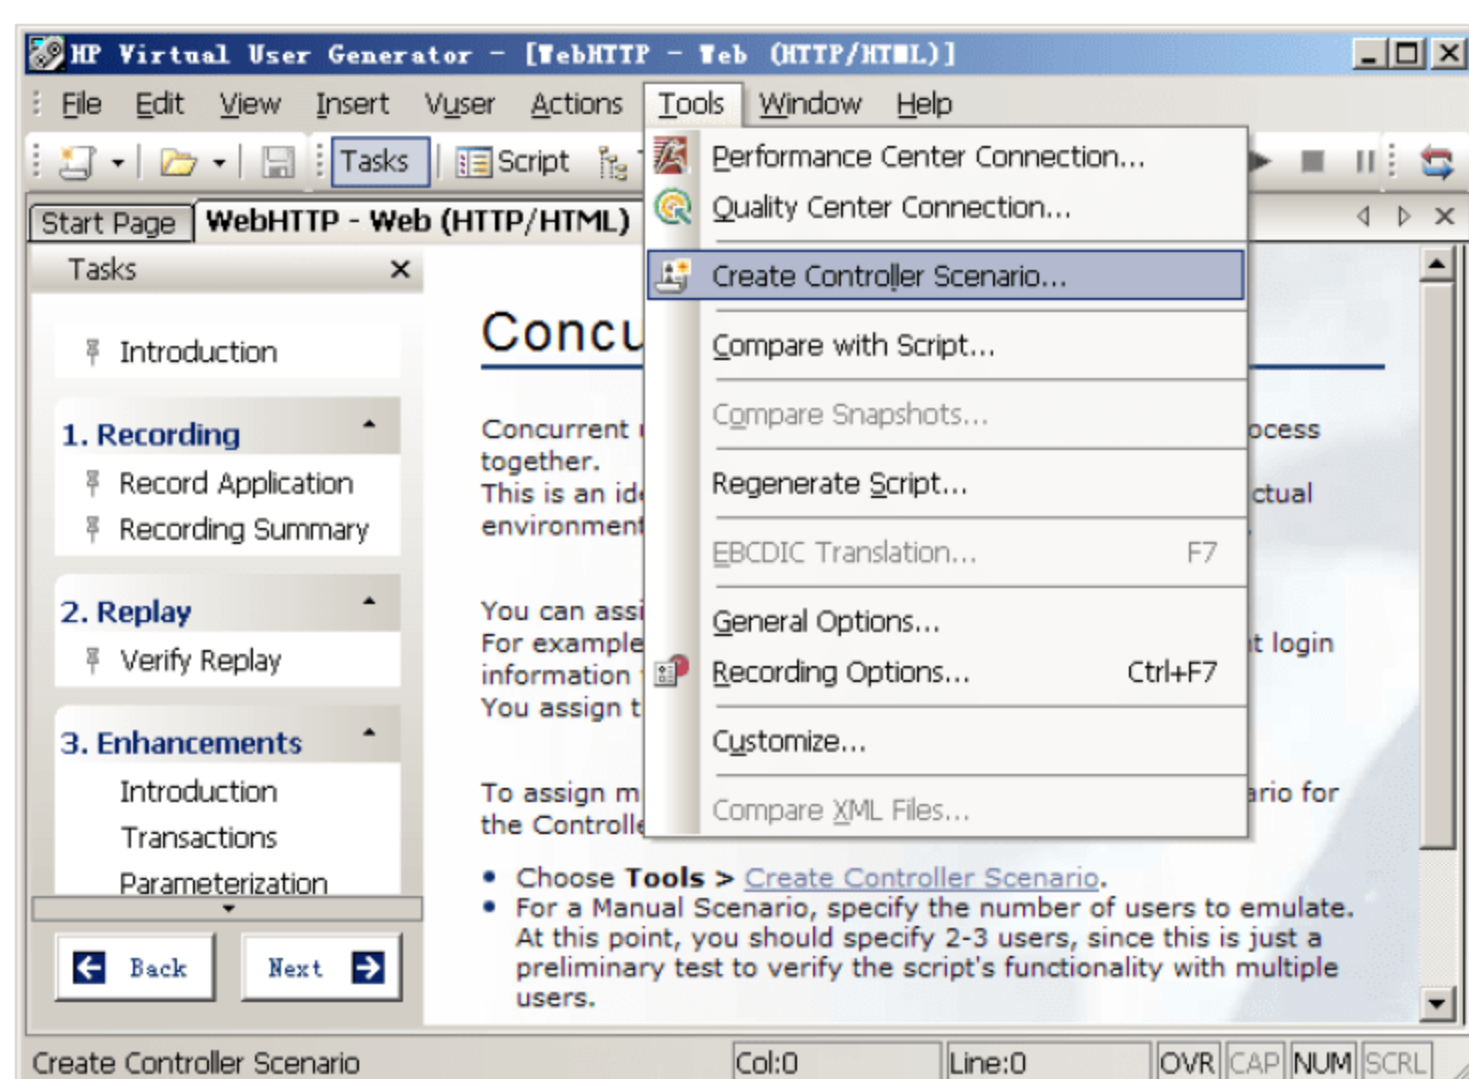 HP Virtual User Generator - [WebHTTP - Web (HTTP/HTML)]
File Edit View Insert Vuser Actions Tools Window Help
Tasks Script
Start Page WebHTTP - Web (HTTP/HTML)
Tasks
Introduction
1. Recording
Record Application
Recording Summary
2. Replay
Verify Replay
3. Enhancements
Introduction
Transactions
Parameterization
Back Next
Performance Center Connection...
Quality Center Connection...
Create Controller Scenario...
Compare with Script...
Compare Snapshots...
Regenerate Script...
EBCDIC Translation... F7
General Options...
Recording Options... Ctrl+F7
Customize...
Compare XML Files...
Concu
Concurrent
together.
This is an
environment
You can
For example
information
You assign
login
To assign
for
the
Choose Tools > Create Controller Scenario.
For a Manual Scenario, specify the number of users to emulate.
At this point, you should specify 2-3 users, since this is just a
preliminary test to verify the script's functionality with multiple
users.
Create Controller Scenario Col:0 Line:0 OVR CAP NUM SCRL